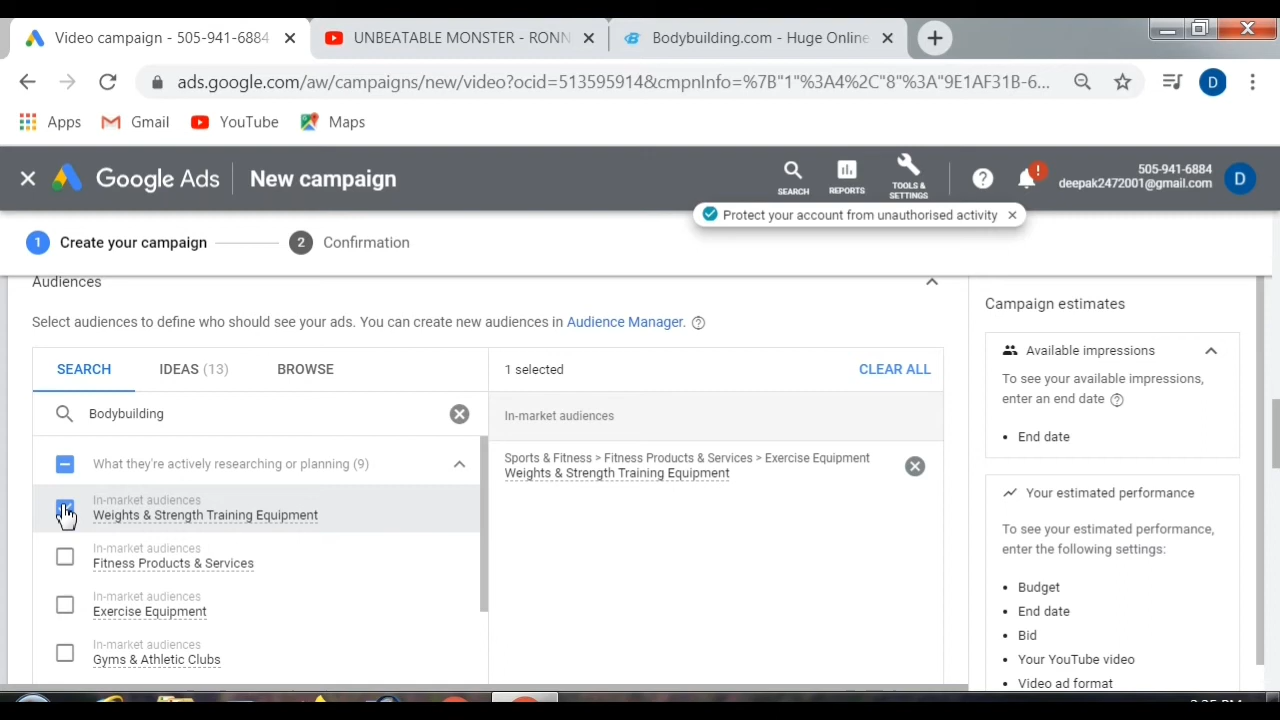 Video campaign - 505-941-6884
UNBEATABLE MONSTER - RONN
Bodybuilding.com - Huge Online
ads.google.com/aw/campaigns/new/video?ocid=513595914&cmpnInfo=%7B"1"%3A4%2C"8"%3A"9E1AF31B-6...
D
Apps
Gmail
YouTube
Maps
Google Ads
New campaign
SEARCH
REPORTS
TOOLS &
SETTINGS
505-941-6884
deepak2472001@gmail.com
D
Protect your account from unauthorised activity
1 Create your campaign
2 Confirmation
Audiences
Select audiences to define who should see your ads. You can create new audiences in Audience Manager.
SEARCH
IDEAS (13)
BROWSE
1 selected
CLEAR ALL
Bodybuilding
In-market audiences
What they're actively researching or planning (9)
Sports & Fitness > Fitness Products & Services > Exercise Equipment
Weights & Strength Training Equipment
In-market audiences
Weights & Strength Training Equipment
In-market audiences
Fitness Products & Services
In-market audiences
Exercise Equipment
In-market audiences
Gyms & Athletic Clubs
Campaign estimates
Available impressions
To see your available impressions,
enter an end date
• End date
Your estimated performance
To see your estimated performance,
enter the following settings:
• Budget
• End date
• Bid
• Your YouTube video
• Video ad format